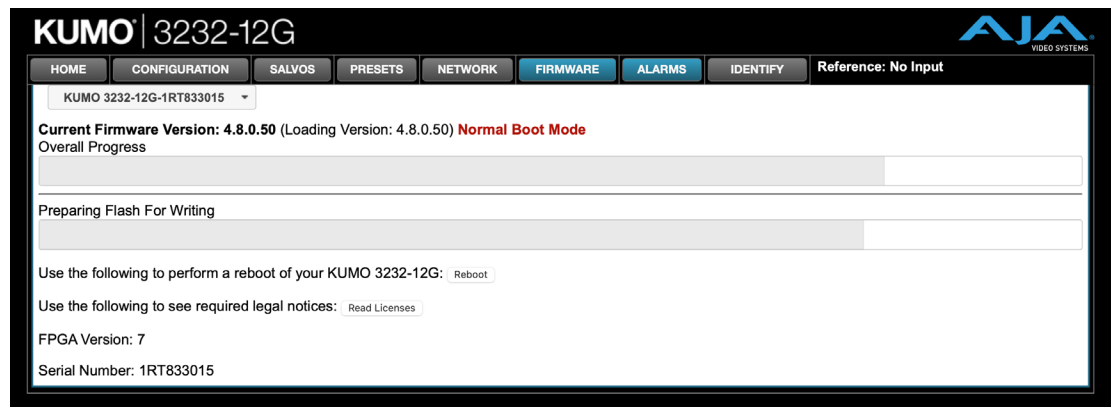 KUMO® 3232-12G
AJA
VIDEO SYSTEMS
HOME CONFIGURATION SALVOS PRESETS NETWORK FIRMWARE ALARMS IDENTIFY Reference: No Input
KUMO 3232-12G-1RT833015
Current Firmware Version: 4.8.0.50 (Loading Version: 4.8.0.50) Normal Boot Mode
Overall Progress
Preparing Flash For Writing
Use the following to perform a reboot of your KUMO 3232-12G: Reboot
Use the following to see required legal notices: Read Licenses
FPGA Version: 7
Serial Number: 1RT833015